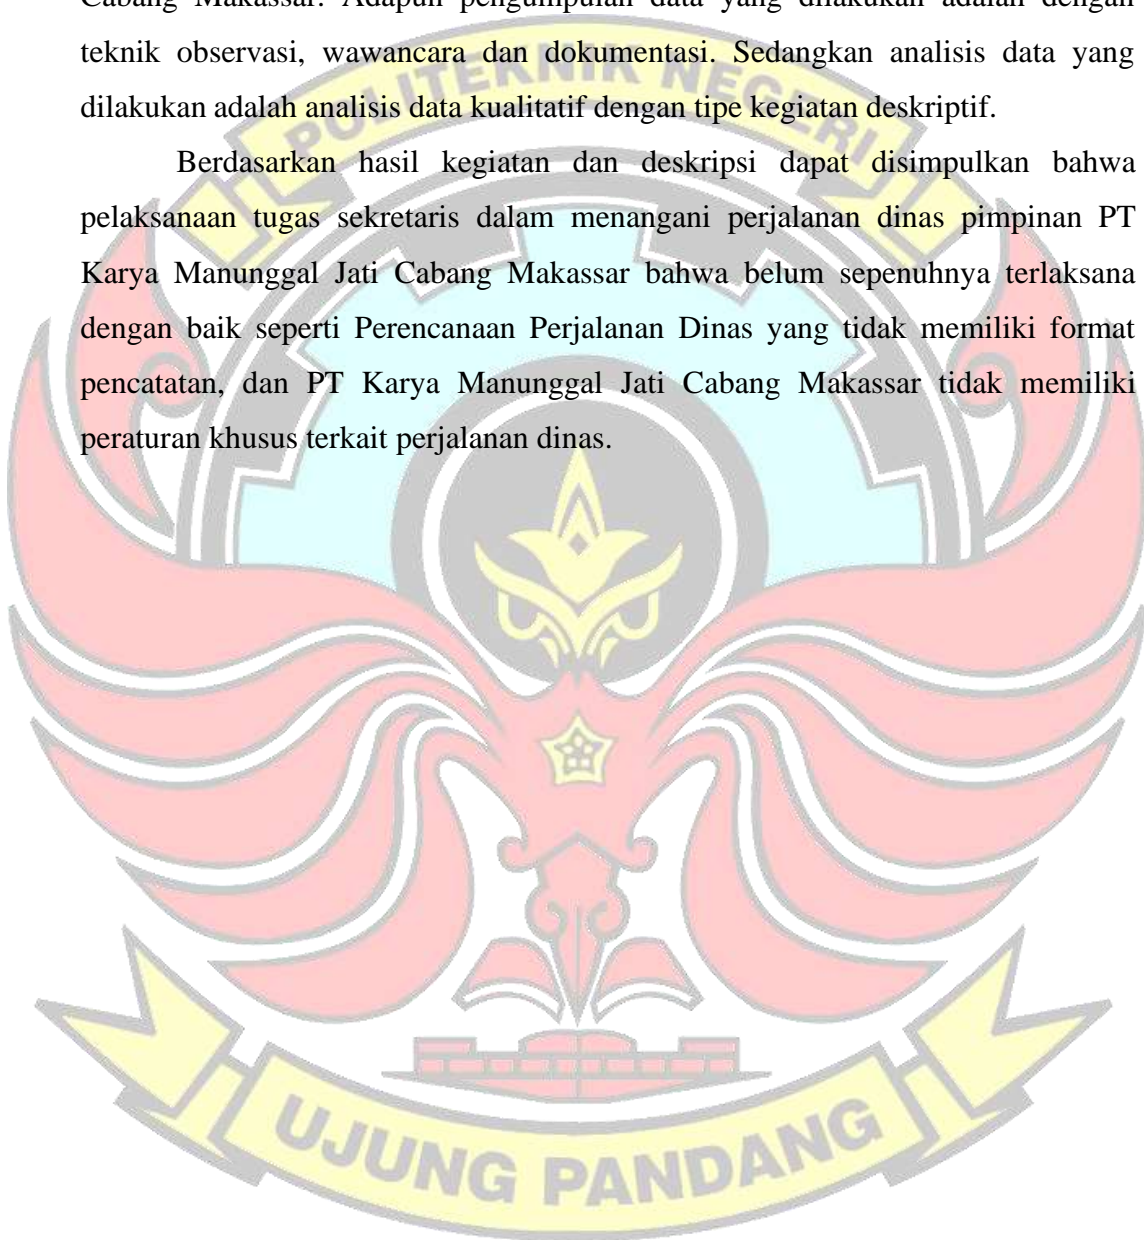 Cabang Makassar. Adapun pengumpulan data yang dilakukan adalah dengan
teknik observasi, wawancara dan dokumentasi. Sedangkan analisis data yang
dilakukan adalah analisis data kualitatif dengan tipe kegiatan deskriptif.
Berdasarkan hasil kegiatan dan deskripsi dapat disimpulkan bahwa
pelaksanaan tugas sekretaris dalam menangani perjalanan dinas pimpinan PT
Karya Manunggal Jati Cabang Makassar bahwa belum sepenuhnya terlaksana
dengan baik seperti Perencanaan Perjalanan Dinas yang tidak memiliki format
pencatatan, dan PT Karya Manunggal Jati Cabang Makassar tidak memiliki
peraturan khusus terkait perjalanan dinas.
POLITEKNIK NEGERI
UJUNG PANDANG